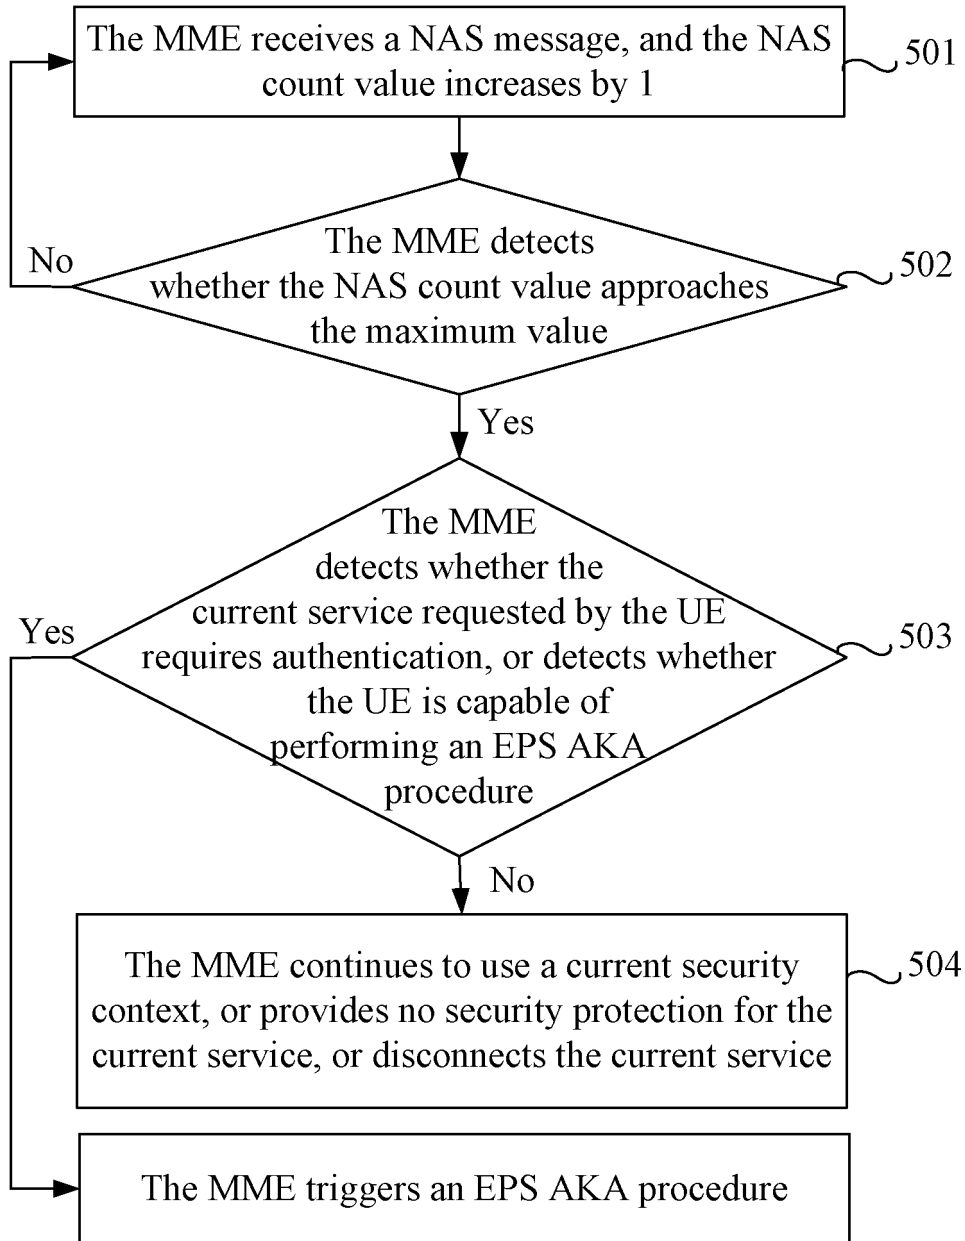 The MME receives a NAS message, and the NAS
count value increases by 1
501
The MME detects
whether the NAS count value approaches
the maximum value
502
No
Yes
The MME
detects whether the
current service requested by the UE
requires authentication, or detects whether
the UE is capable of
performing an EPS AKA
procedure
503
Yes
No
The MME continues to use a current security
context, or provides no security protection for the
current service, or disconnects the current service
504
The MME triggers an EPS AKA procedure